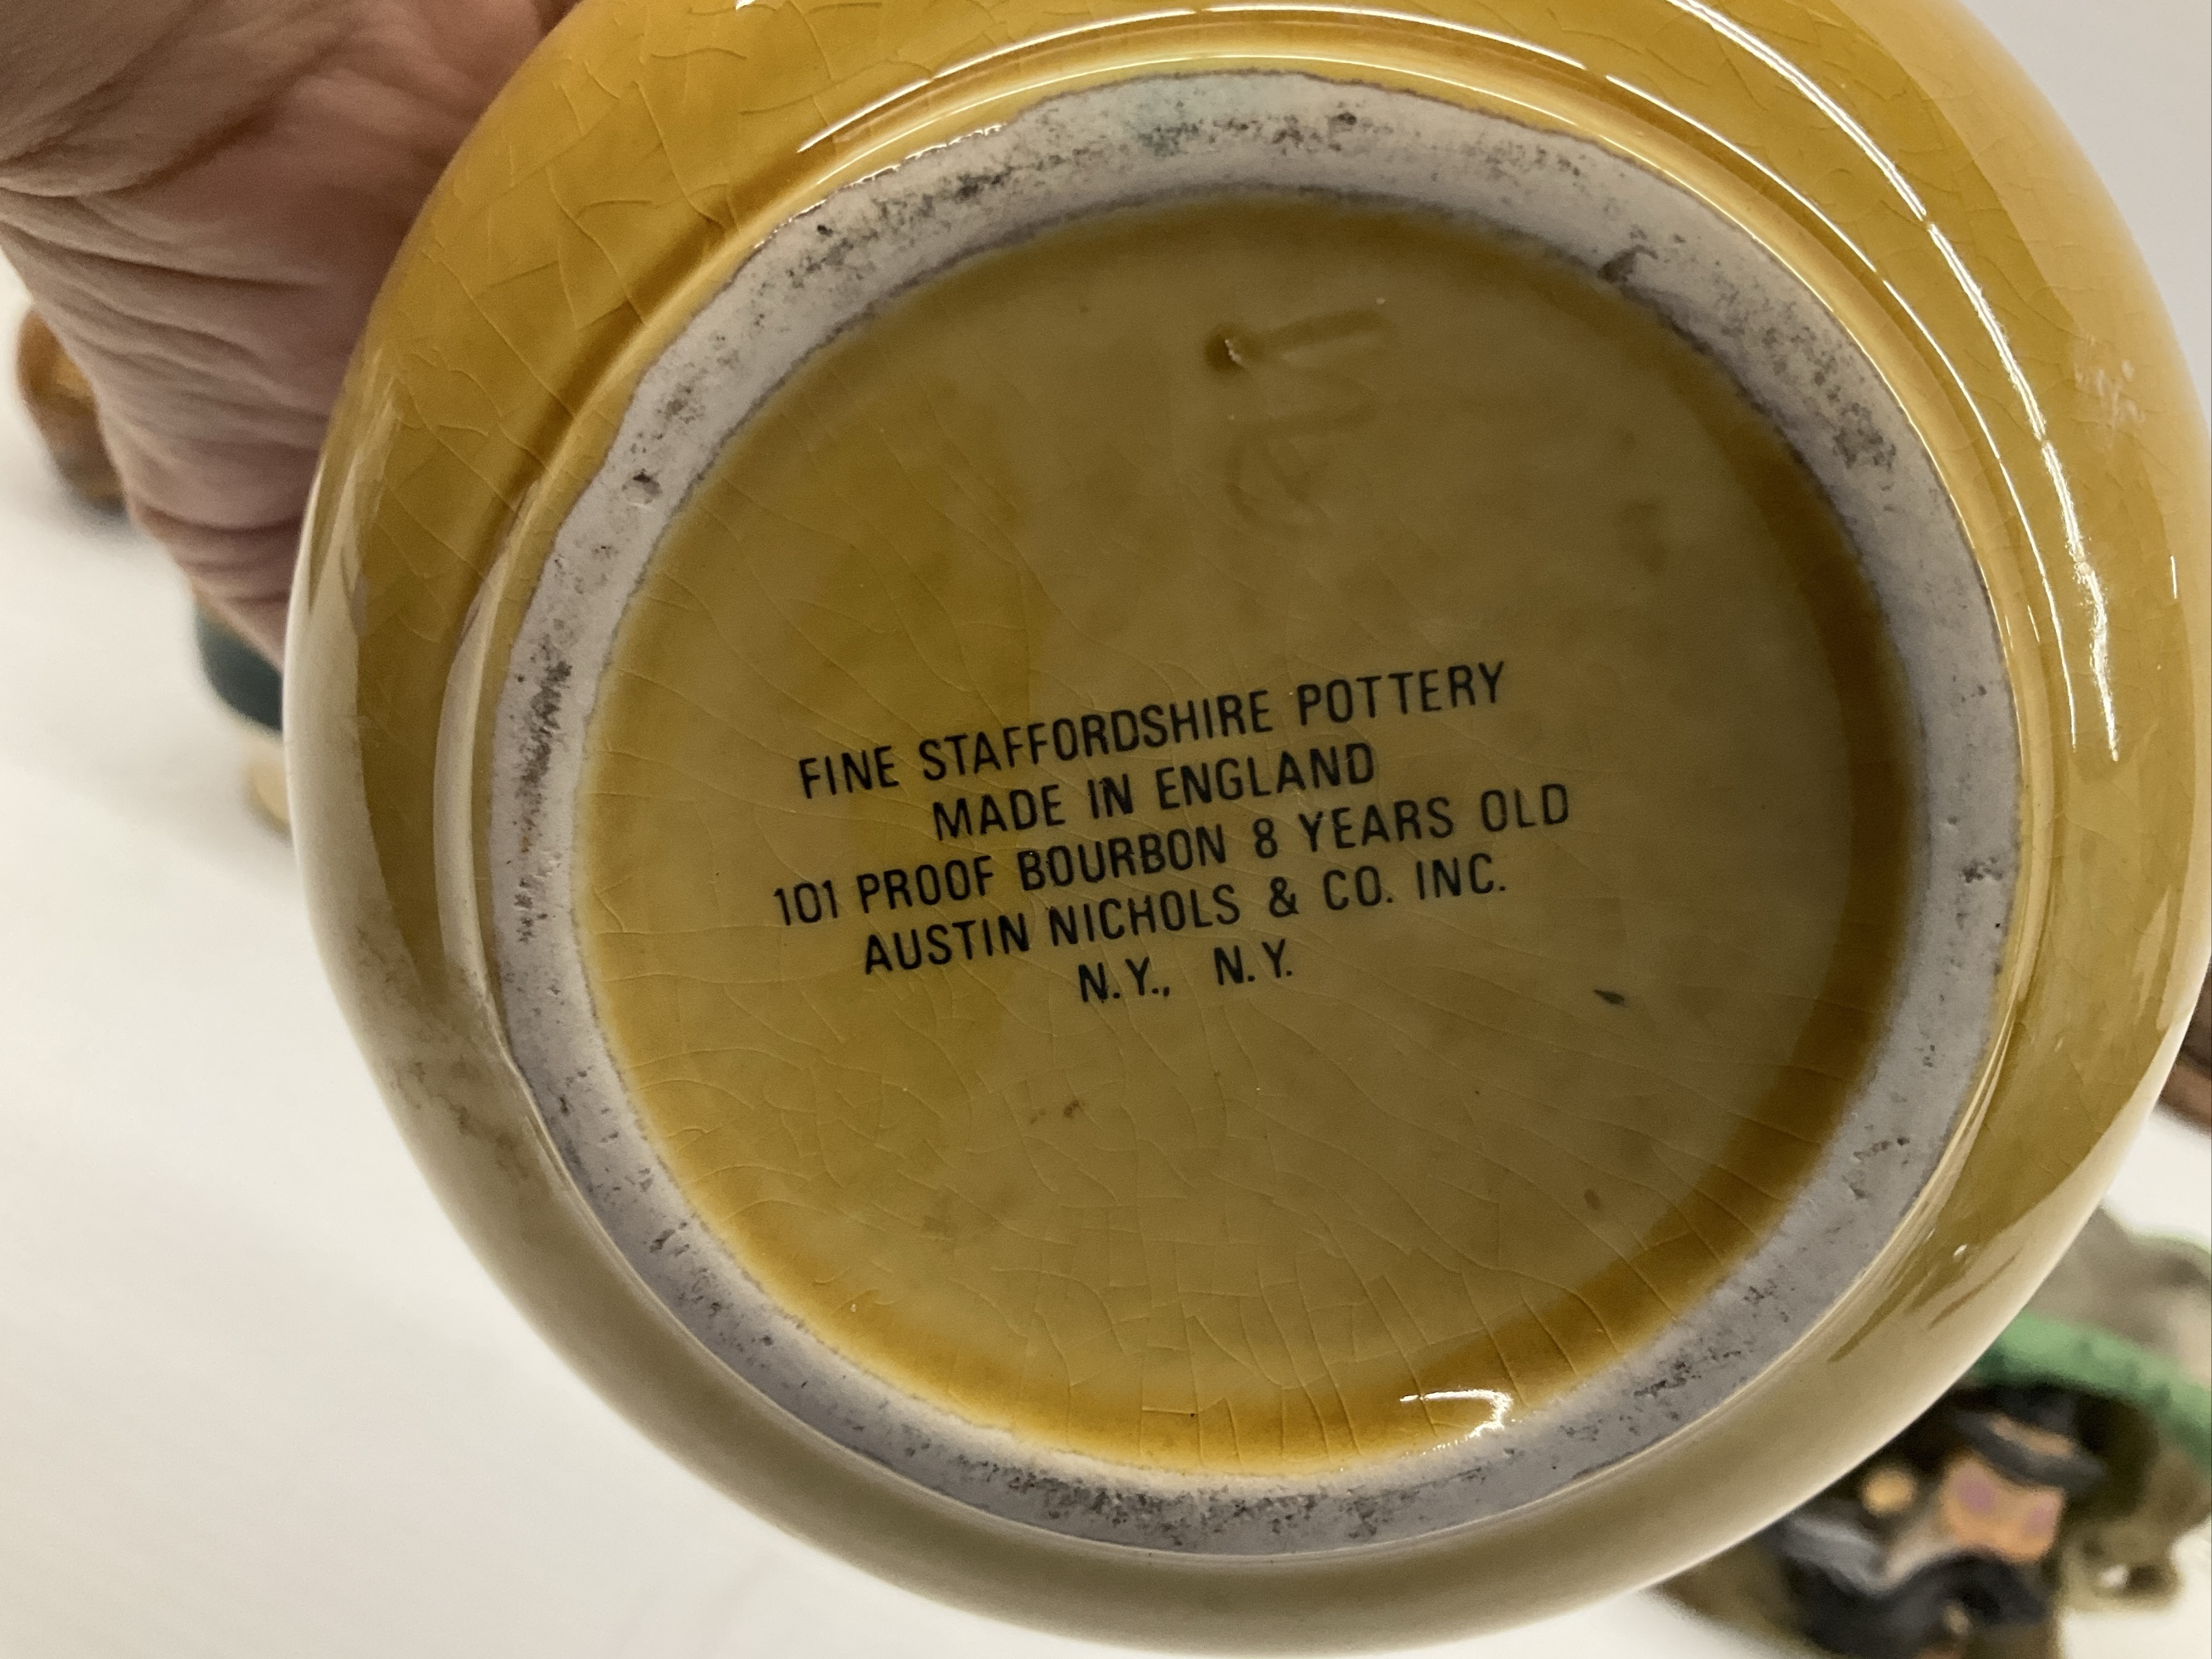 FINE STAFFORDSHIRE POTTERY
MADE IN ENGLAND
101 PROOF BOURBON 8 YEARS OLD
AUSTIN NICHOLS & CO. INC.
N.Y., N.Y.